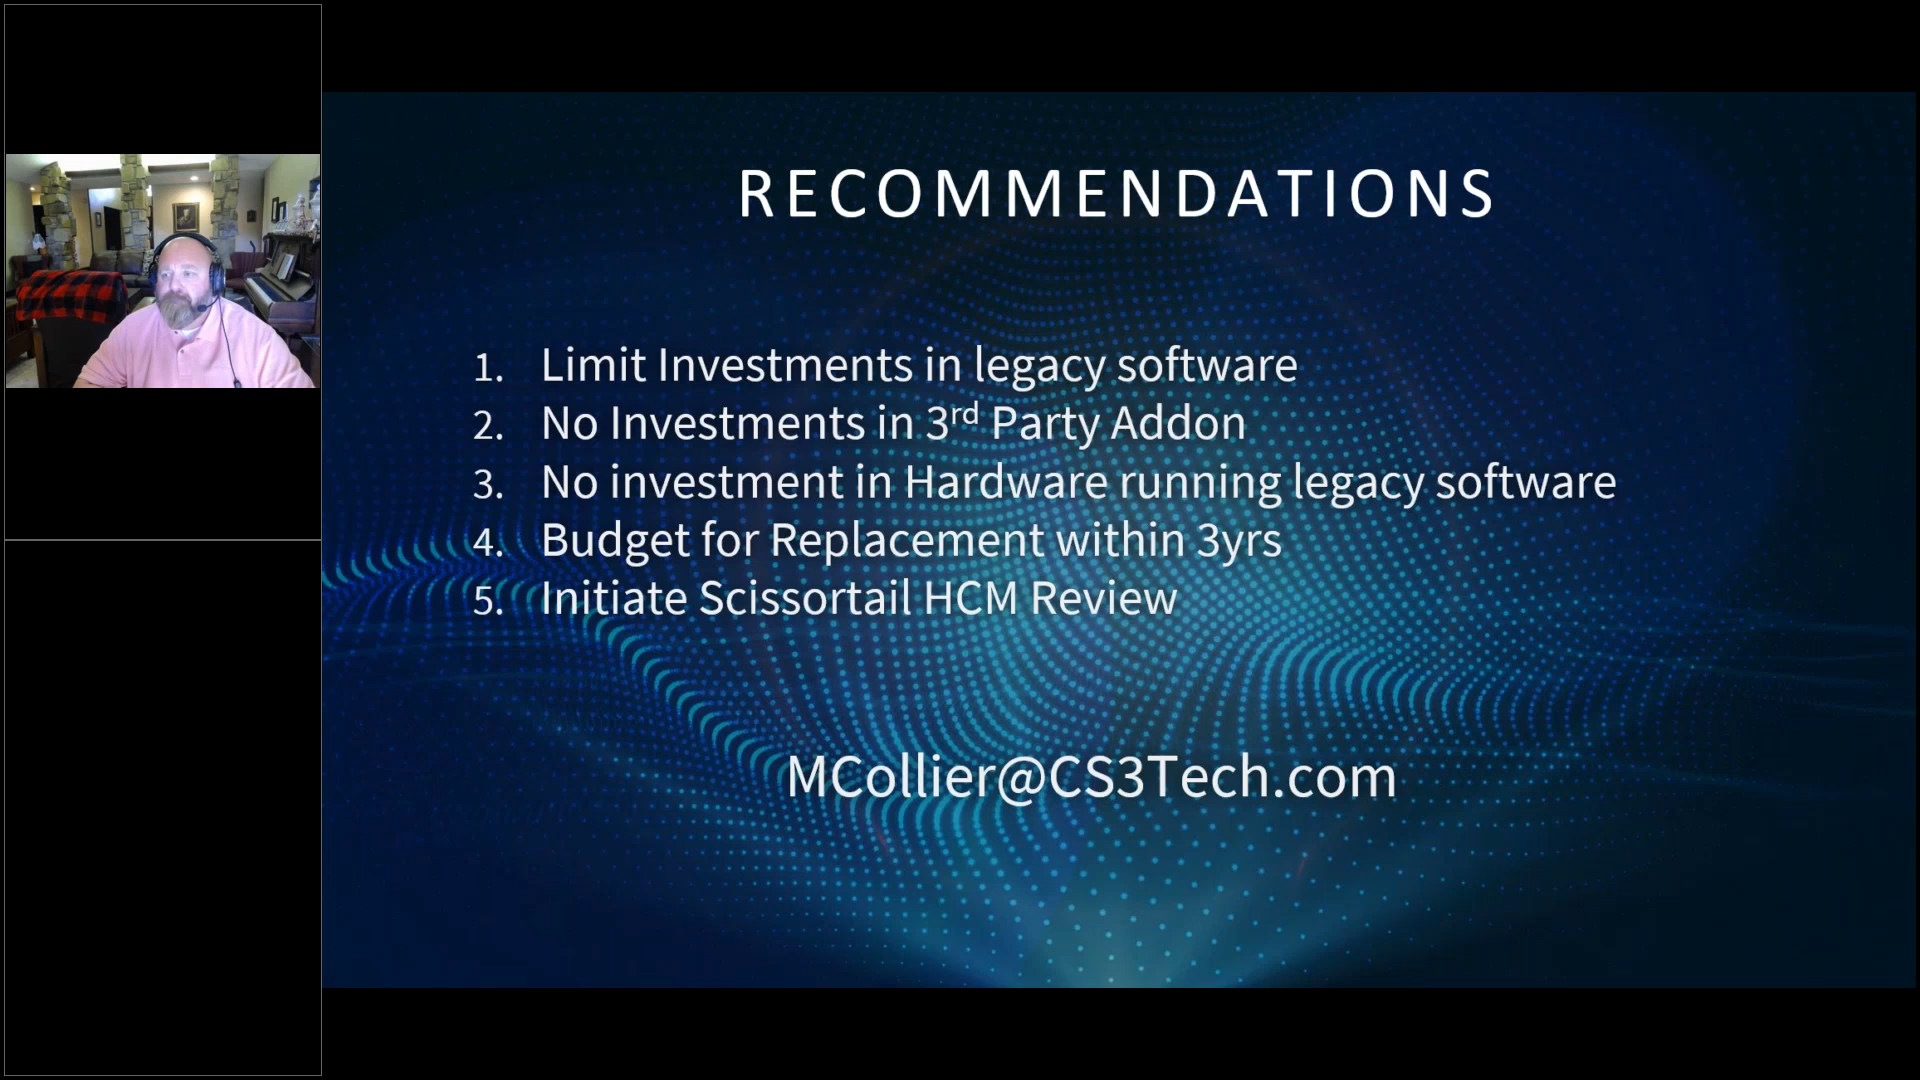 RECOMMENDATIONS
1. Limit Investments in legacy software
2. No Investments in 3rd Party Addon
3. No investment in Hardware running legacy software
4. Budget for Replacement within 3yrs
5. Initiate Scissortail HCM Review
MCollier@CS3Tech.com